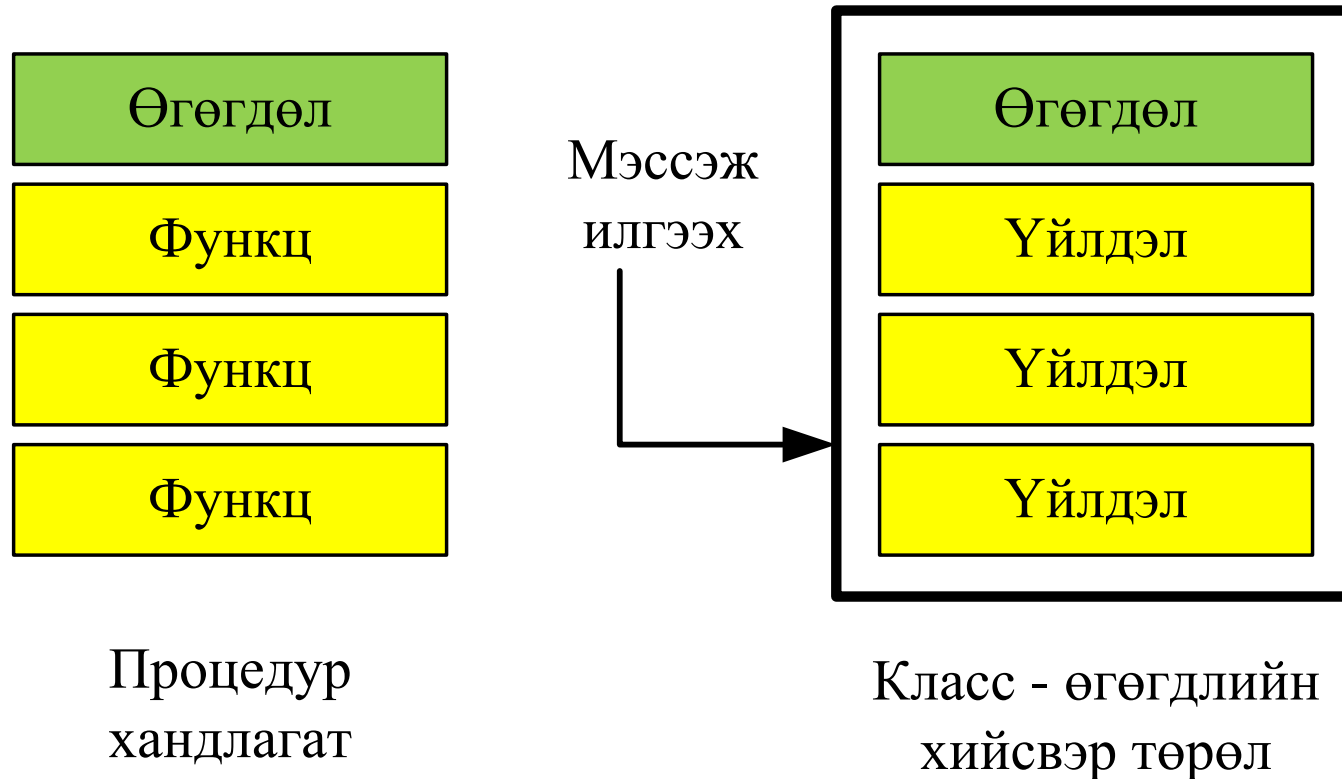 Өгөгдөл
Функц
Функц
Функц
Процедур
хандлагат
Мэссэж
илгээх
Өгөгдөл
Үйлдэл
Үйлдэл
Үйлдэл
Класс - өгөгдлийн
хийсвэр төрөл